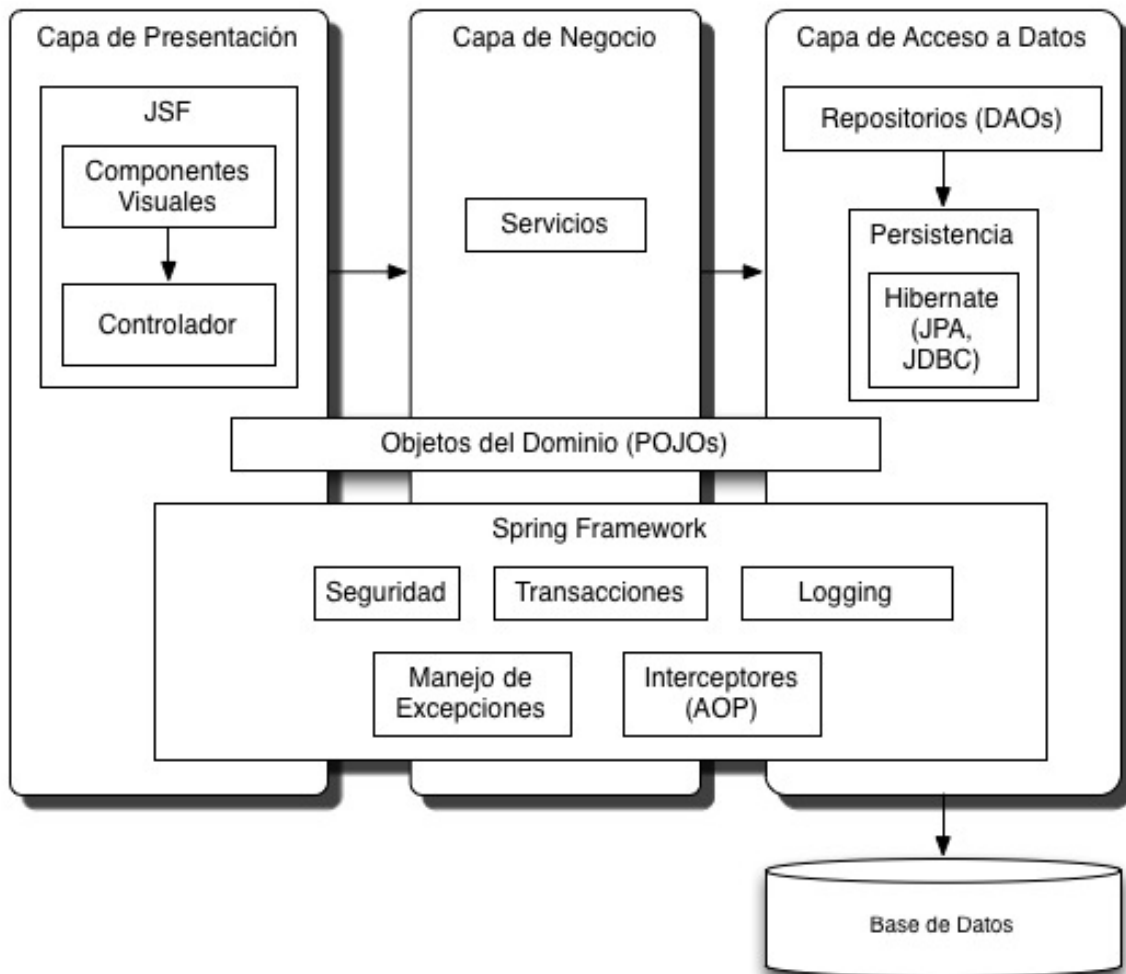 Capa de Presentación
JSF
Componentes
Visuales
Controlador
Capa de Negocio
Servicios
Capa de Acceso a Datos
Repositorios (DAOs)
Persistencia
Hibernate
(JPA,
JDBC)
Objetos del Dominio (POJOs)
Spring Framework
Seguridad
Transacciones
Logging
Manejo de
Excepciones
Interceptores
(AOP)
Base de Datos